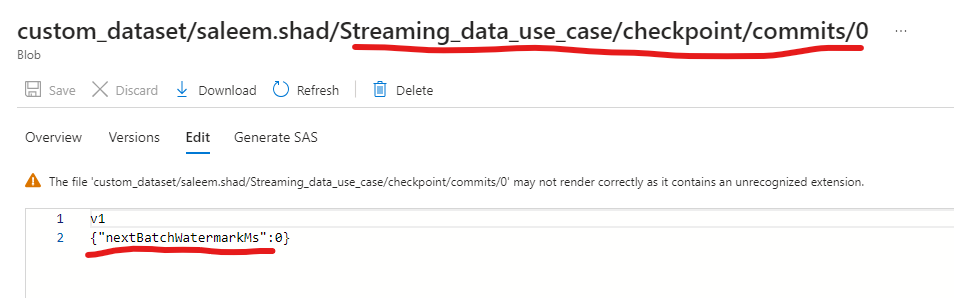 custom_dataset/saleem.shad/Streaming_data_use_case/checkpoint/commits/0 ...
Blob
Save Discard Download Refresh Delete
Overview Versions Edit Generate SAS
The file 'custom_dataset/saleem.shad/Streaming_data_use_case/checkpoint/commits/0' may not render correctly as it contains an unrecognized extension.
1 v1
2 {"nextBatchWatermarkMs":0}